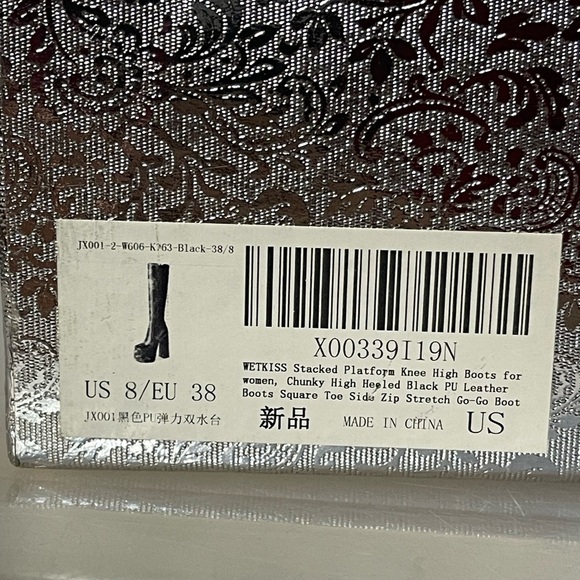 JX001-2-W606-K763-Black-38/8
X00339I19N
WETKISS Stacked Platform Knee High Boots for
women, Chunky High Heeled Black PU Leather
Boots Square Toe Side Zip Stretch Go-Go Boot
US 8/EU 38
JX001黑色PU弹力双水台
新品 MADE IN CHINA US